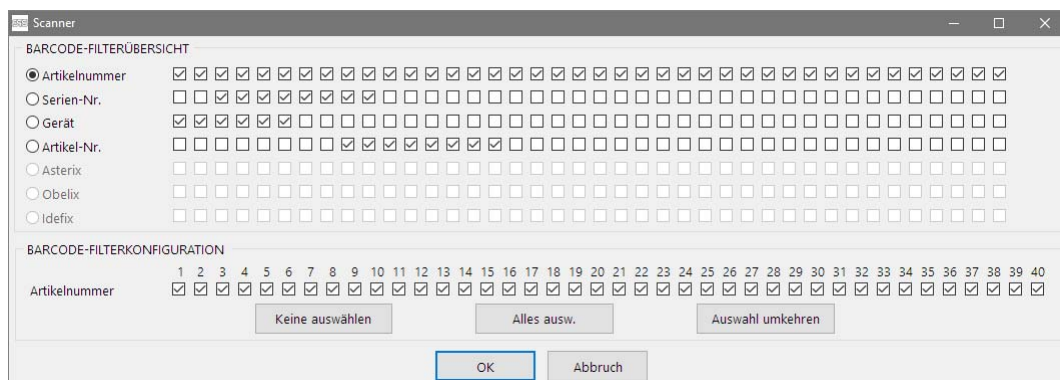 Scanner
BARCODE-FILTERÜBERSICHT
Artikelnummer
Serien-Nr.
Gerät
Artikel-Nr.
Asterix
Obelix
Idefix
BARCODE-FILTERKONFIGURATION
1 2 3 4 5 6 7 8 9 10 11 12 13 14 15 16 17 18 19 20 21 22 23 24 25 26 27 28 29 30 31 32 33 34 35 36 37 38 39 40
Artikelnummer
Keine auswählen Alles ausw. Auswahl umkehren
OK Abbruch